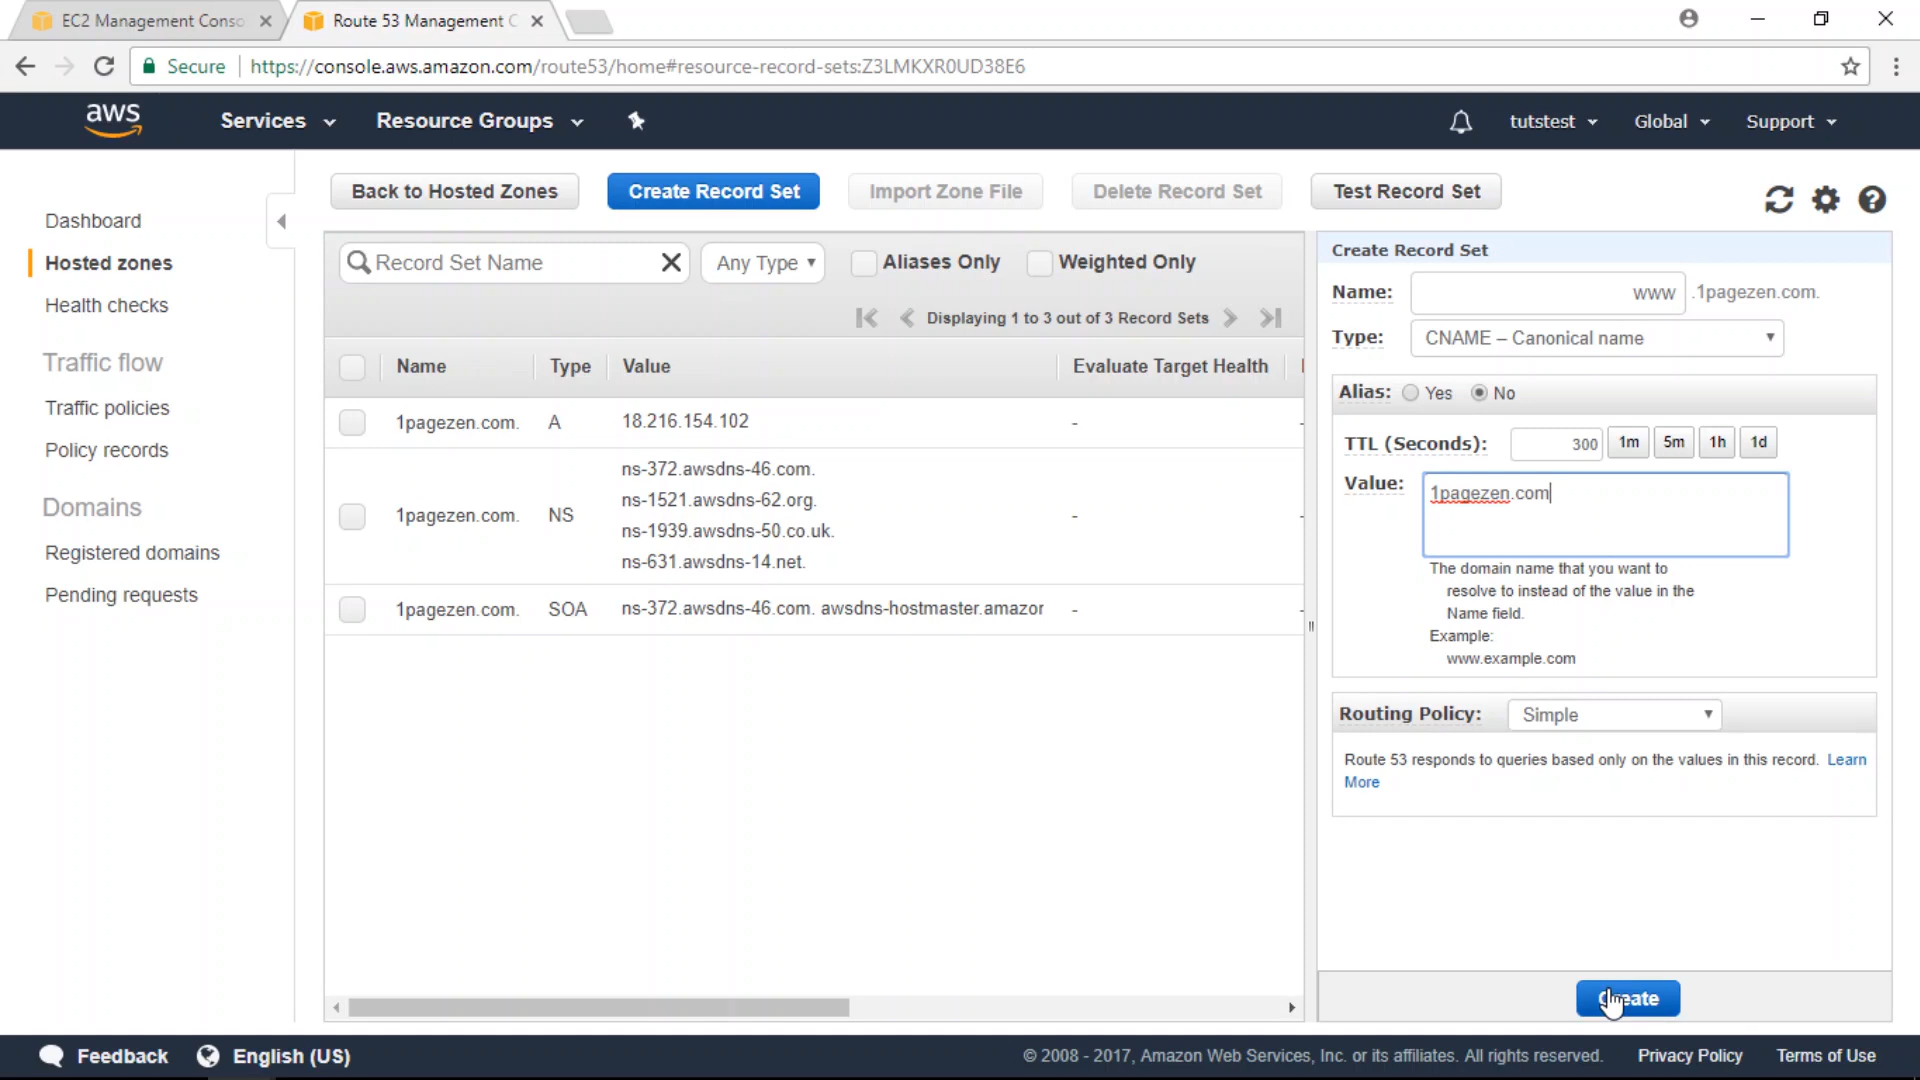 EC2 Management Conso
Route 53 Management C
Secure
https://console.aws.amazon.com/route53/home#resource-record-sets:Z3LMKXR0UD38E6
aws
Services
Resource Groups
tutstest
Global
Support
Dashboard
Hosted zones
Health checks
Traffic flow
Traffic policies
Policy records
Domains
Registered domains
Pending requests
Back to Hosted Zones
Create Record Set
Import Zone File
Delete Record Set
Test Record Set
Record Set Name
Any Type
Aliases Only
Weighted Only
Displaying 1 to 3 out of 3 Record Sets
Name Type Value Evaluate Target Health
1pagezen.com. A 18.216.154.102 -
1pagezen.com. NS ns-372.awsdns-46.com. -
ns-1521.awsdns-62.org.
ns-1939.awsdns-50.co.uk.
ns-631.awsdns-14.net.
1pagezen.com. SOA ns-372.awsdns-46.com. awsdns-hostmaster.amazor -
Create Record Set
Name: www .1pagezen.com.
Type: CNAME – Canonical name
Alias: Yes No
TTL (Seconds): 300 1m 5m 1h 1d
Value: 1pagezen.com
The domain name that you want to
resolve to instead of the value in the
Name field.
Example:
www.example.com
Routing Policy: Simple
Route 53 responds to queries based only on the values in this record. Learn
More
Create
Feedback
English (US)
© 2008 - 2017, Amazon Web Services, Inc. or its affiliates. All rights reserved.
Privacy Policy
Terms of Use